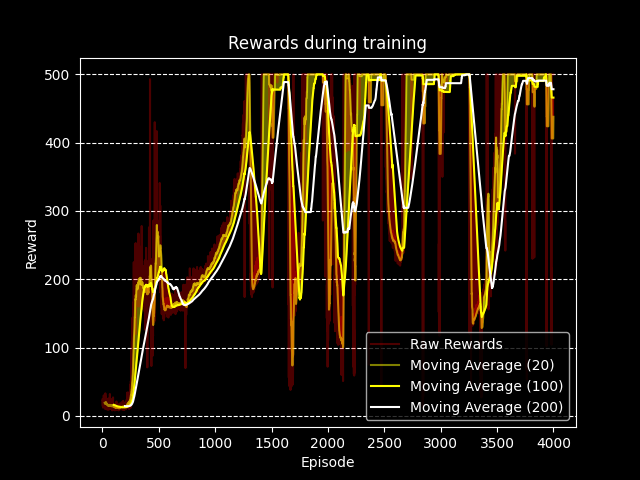 Rewards during training
Reward
500
400
300
200
100
0
Raw Rewards
Moving Average (20)
Moving Average (100)
Moving Average (200)
0 500 1000 1500 2000 2500 3000 3500 4000
Episode